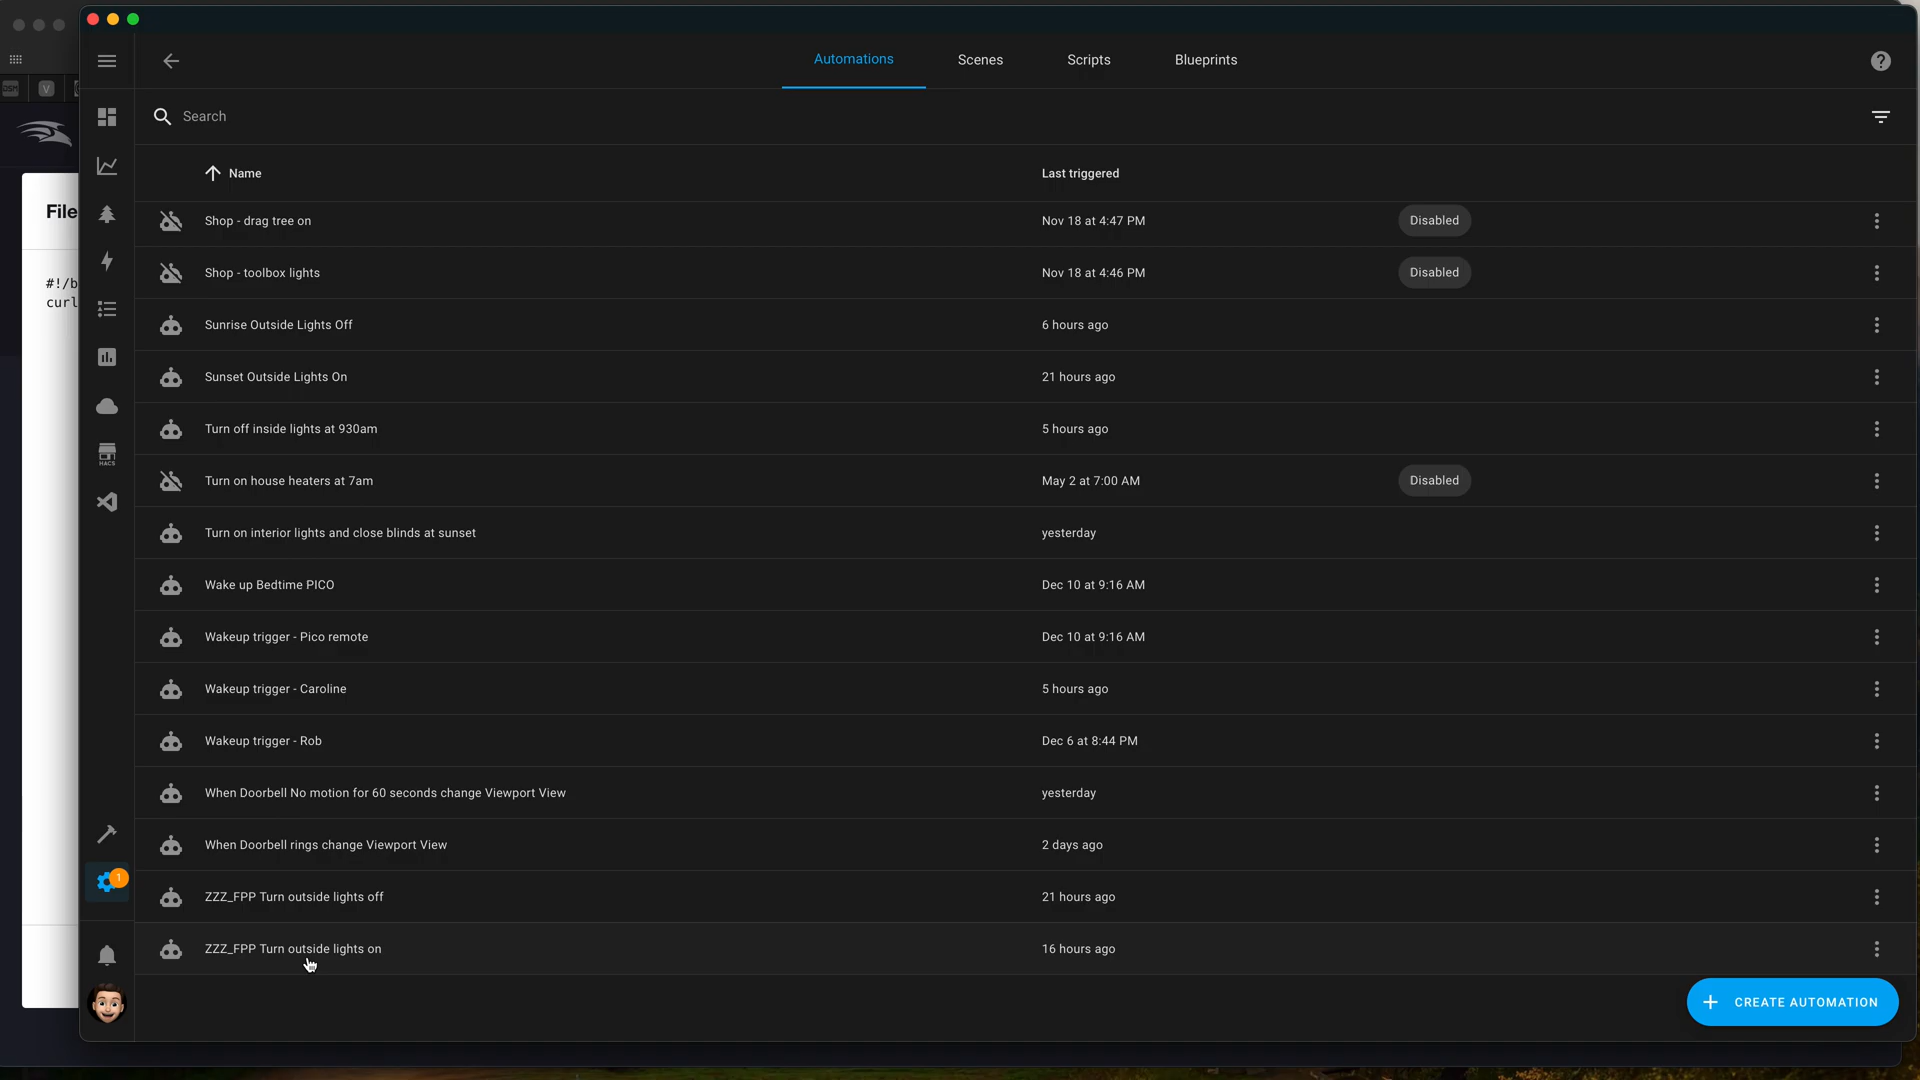 Automations
Scenes
Scripts
Blueprints
Search
Name
Last triggered
Shop - drag tree on
Nov 18 at 4:47 PM
Disabled
Shop - toolbox lights
Nov 18 at 4:46 PM
Disabled
Sunrise Outside Lights Off
6 hours ago
Sunset Outside Lights On
21 hours ago
Turn off inside lights at 930am
5 hours ago
Turn on house heaters at 7am
May 2 at 7:00 AM
Disabled
Turn on interior lights and close blinds at sunset
yesterday
Wake up Bedtime PICO
Dec 10 at 9:16 AM
Wakeup trigger - Pico remote
Dec 10 at 9:16 AM
Wakeup trigger - Caroline
5 hours ago
Wakeup trigger - Rob
Dec 6 at 8:44 PM
When Doorbell No motion for 60 seconds change Viewport View
yesterday
When Doorbell rings change Viewport View
2 days ago
ZZZ_FPP Turn outside lights off
21 hours ago
ZZZ_FPP Turn outside lights on
16 hours ago
CREATE AUTOMATION
HACS
1
V
File
#!/b
curl